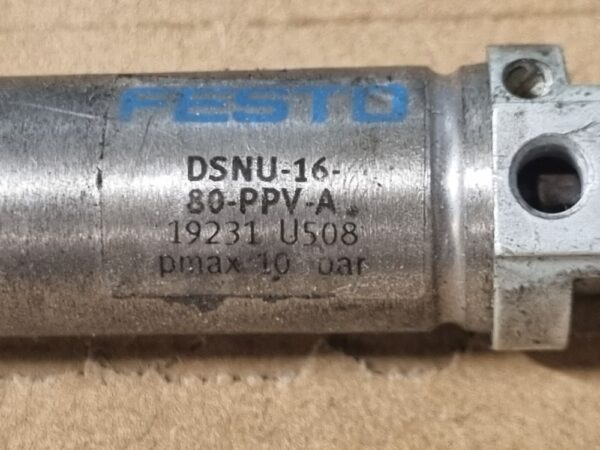 FESTO
DSNU-16-
80-PPV-A
19231 U508
pmax 10 bar